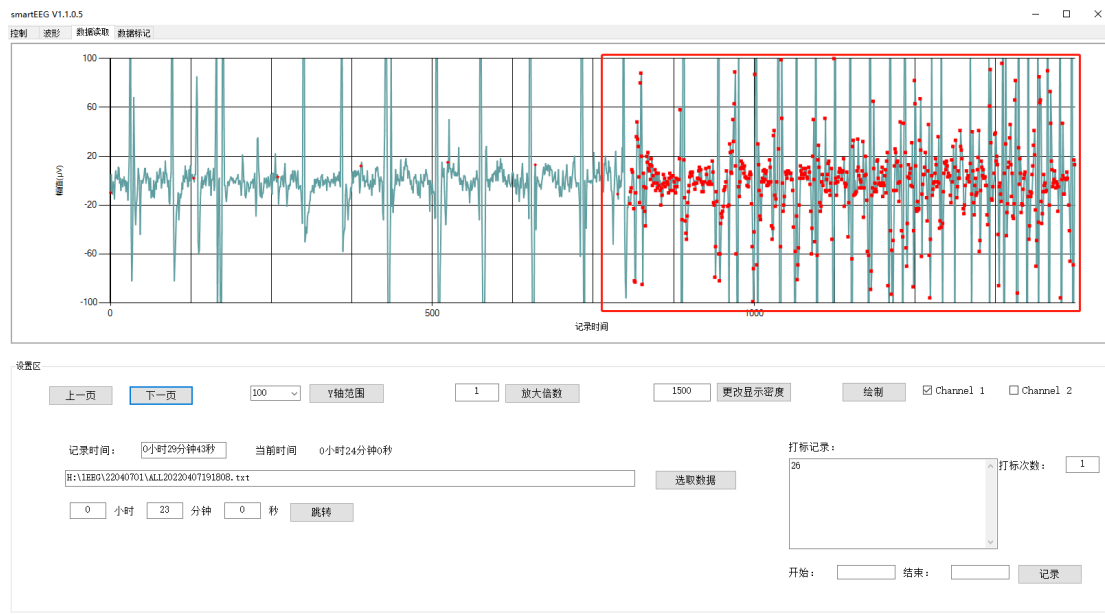 smartEEG V1.1.0.5
控制 波形 数据读取 数据标记
100
60
20
-20
-60
-100
幅值(μV)
0 500 1000
记录时间
设置区
上一页 下一页 100 Y轴范围 1 放大倍数 1500 更改显示密度 绘制 Channel 1 Channel 2
记录时间: 0小时29分钟43秒 当前时间 0小时24分钟0秒
H:\1EEG\22040701\ALL20220407191808.txt 选取数据
0 小时 23 分钟 0 秒 跳转
打标记录:
26
打标次数: 1
开始: 结束: 记录